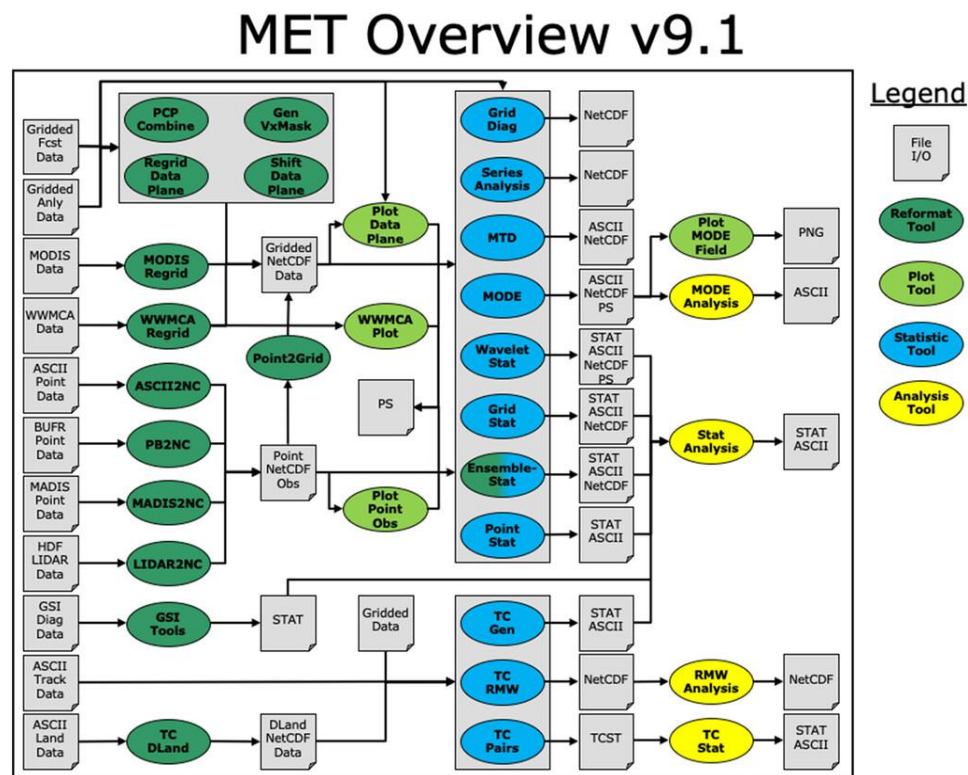 MET Overview v9.1
Legend
File
I/O
Reformat
Tool
Plot
Tool
Statistic
Tool
Analysis
Tool
Gridded
Fcst
Data
Gridded
Anly
Data
MODIS
Data
WWMCA
Data
ASCII
Point
Data
BUFR
Point
Data
MADIS
Point
Data
HDF
LIDAR
Data
GSI
Diag
Data
ASCII
Track
Data
ASCII
Land
Data
PCP
Combine
Gen
VxMask
Regrid
Data
Plane
Shift
Data
Plane
MODIS
Regrid
WWMCA
Regrid
ASCII2NC
PB2NC
MADIS2NC
LIDAR2NC
GSI
Tools
TC
DLand
Gridded
NetCDF
Data
Point2Grid
Point
NetCDF
Obs
STAT
DLand
NetCDF
Data
Plot
Data
Plane
WWMCA
Plot
PS
Plot
Point
Obs
Gridded
Data
Grid
Diag
NetCDF
Series
Analysis
NetCDF
MTD
ASCII
NetCDF
MODE
ASCII
NetCDF
PS
Wavelet
Stat
STAT
ASCII
NetCDF
PS
Grid
Stat
STAT
ASCII
NetCDF
Ensemble-
Stat
STAT
ASCII
NetCDF
Point
Stat
STAT
ASCII
TC
Gen
STAT
ASCII
TC
RMW
NetCDF
TC
Pairs
TCST
Plot
MODE
Field
PNG
MODE
Analysis
ASCII
Stat
Analysis
STAT
ASCII
RMW
Analysis
NetCDF
TC
Stat
STAT
ASCII